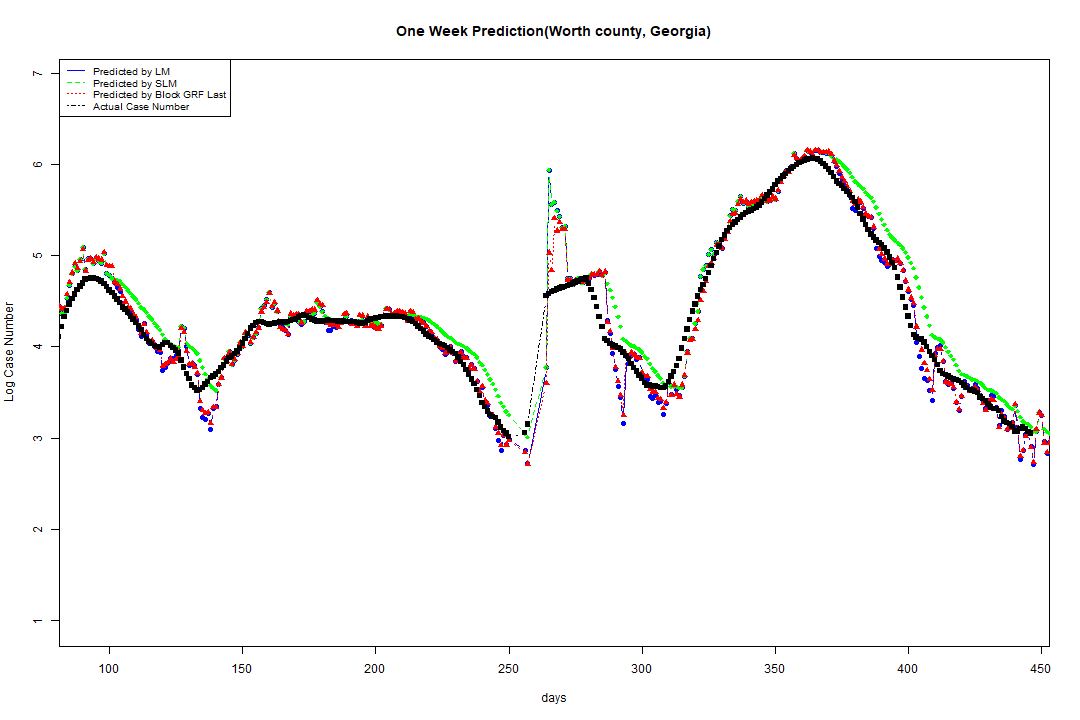 One Week Prediction(Worth county, Georgia)
Predicted by LM
Predicted by SLM
Predicted by Block GRF Last
Actual Case Number
7
6
5
4
3
2
1
Log Case Number
100 150 200 250 300 350 400 450
days